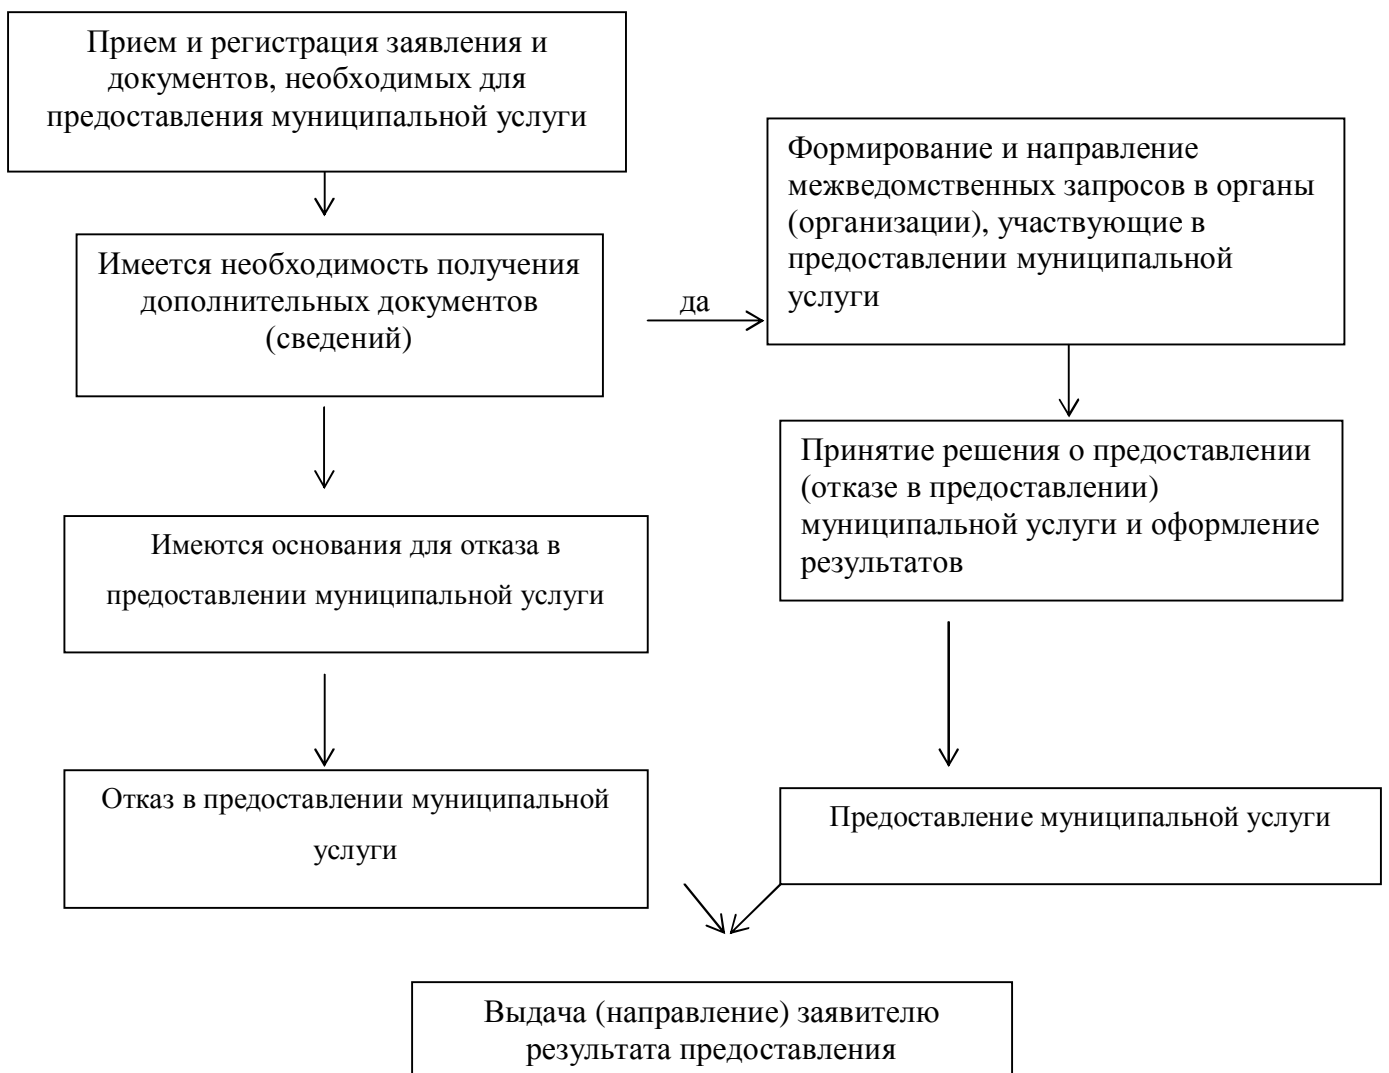 Прием и регистрация заявления и
документов, необходимых для
предоставления муниципальной услуги
Формирование и направление
межведомственных запросов в органы
(организации), участвующие в
предоставлении муниципальной
услуги
Имеется необходимость получения
дополнительных документов
(сведений)
да
Принятие решения о предоставлении
(отказе в предоставлении)
муниципальной услуги и оформление
результатов
Имеются основания для отказа в
предоставлении муниципальной услуги
Отказ в предоставлении муниципальной
услуги
Предоставление муниципальной услуги
Выдача (направление) заявителю
результата предоставления